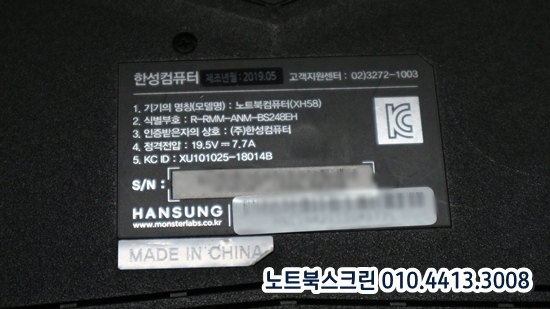 한성컴퓨터 제조년월 : 2019.05 고객지원센터 : 02)3272-1003
1. 기기의 명칭(모델명) : 노트북컴퓨터(XH58)
2. 식별부호 : R-RMM-ANM-BS248EH
3. 인증받은자의 상호 : (주)한성컴퓨터
4. 정격전압 : 19.5V ⎓ 7.7A
5. KC ID : XU101025-18014B
S/N :
HANSUNG
www.monsterlabs.co.kr
MADE IN CHINA
노트북스크린 010.4413.3008